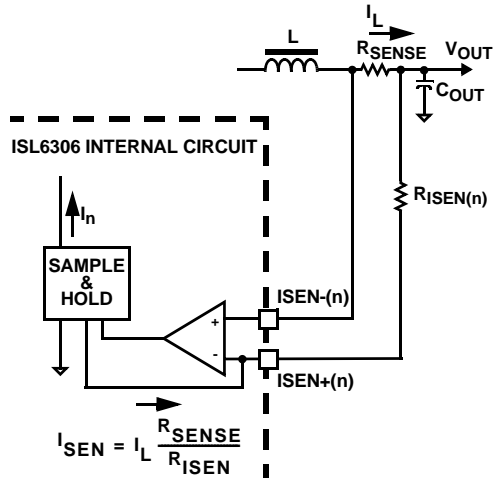 I_L
L
R_SENSE
V_OUT
C_OUT
ISL6306 INTERNAL CIRCUIT
R_ISEN(n)
I_n
SAMPLE
&
HOLD
+
ISEN-(n)
-
ISEN+(n)
I_SEN = I_L R_SENSE / R_ISEN